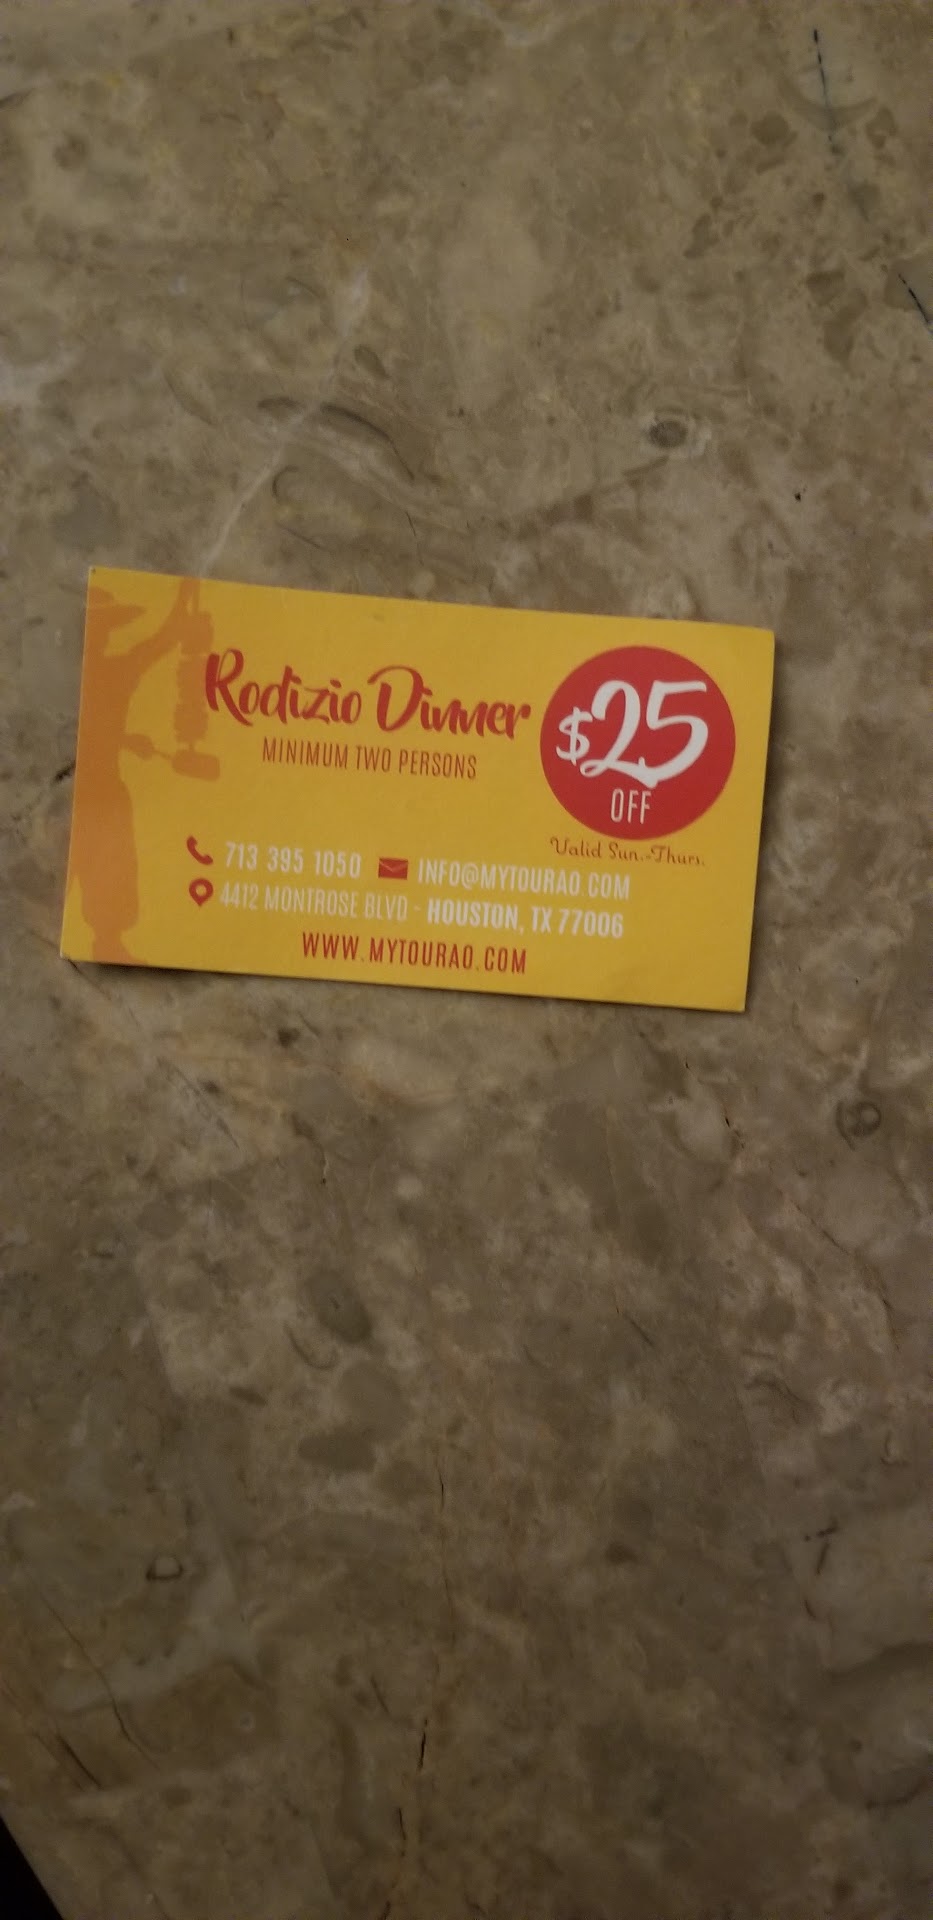 Rodizio Dinner
MINIMUM TWO PERSONS
$25
OFF
Valid Sun.-Thurs.
713 395 1050 INFO@MYTOURAO.COM
4412 MONTROSE BLVD - HOUSTON, TX 77006
WWW.MYTOURAO.COM